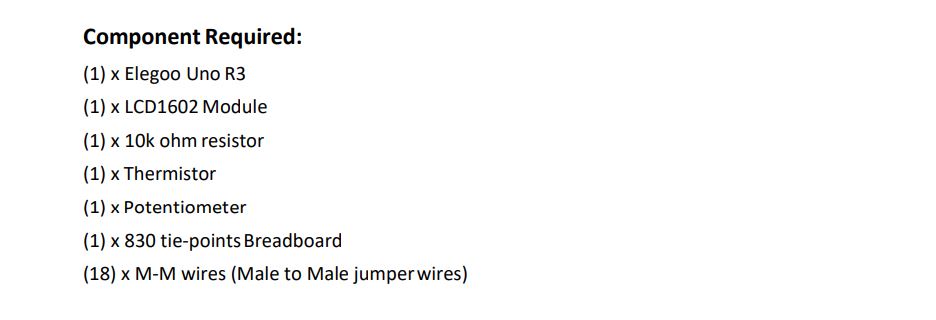 Component Required:
(1) x Elegoo Uno R3
(1) x LCD1602 Module
(1) x 10k ohm resistor
(1) x Thermistor
(1) x Potentiometer
(1) x 830 tie-points Breadboard
(18) x M-M wires (Male to Male jumper wires)